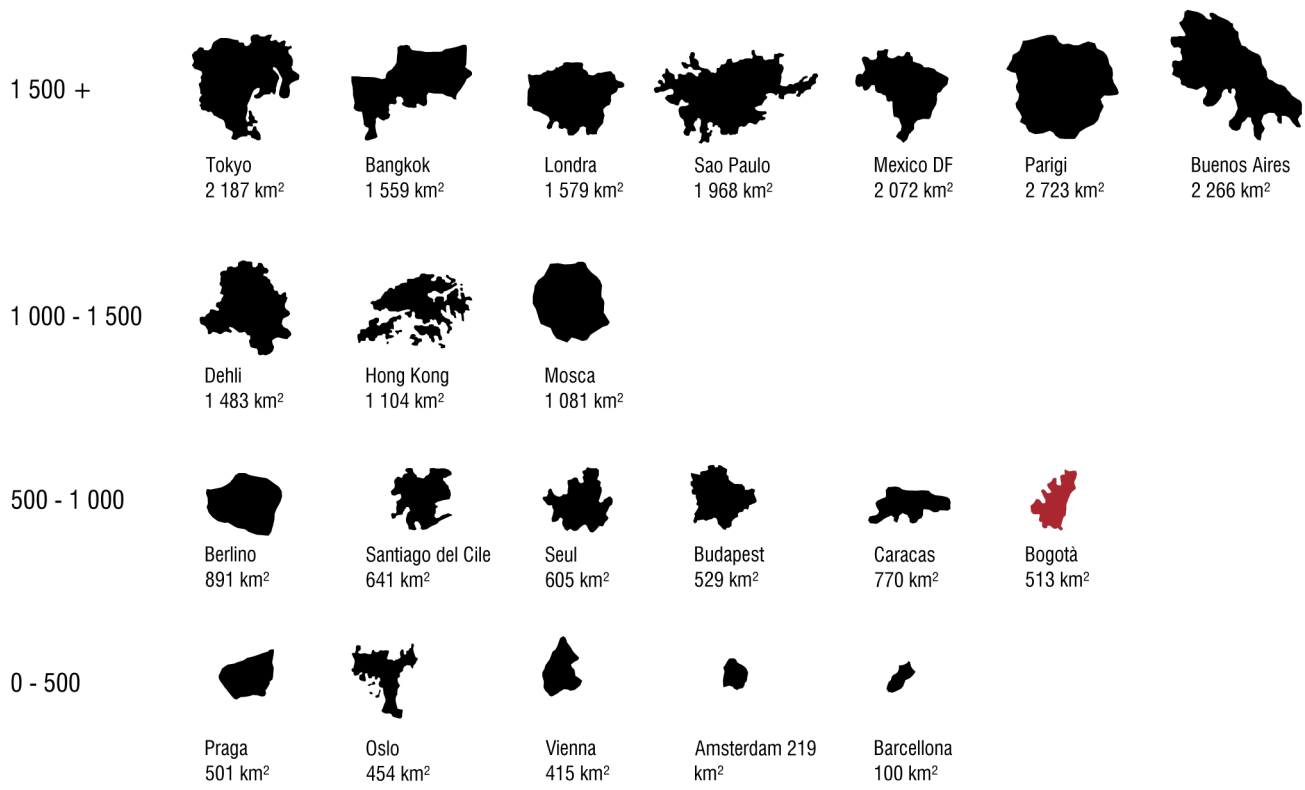 1 500 +
Tokyo
2 187 km²
Bangkok
1 559 km²
Londra
1 579 km²
Sao Paulo
1 968 km²
Mexico DF
2 072 km²
Parigi
2 723 km²
Buenos Aires
2 266 km²
1 000 - 1 500
Dehli
1 483 km²
Hong Kong
1 104 km²
Mosca
1 081 km²
500 - 1 000
Berlino
891 km²
Santiago del Cile
641 km²
Seul
605 km²
Budapest
529 km²
Caracas
770 km²
Bogotà
513 km²
0 - 500
Praga
501 km²
Oslo
454 km²
Vienna
415 km²
Amsterdam 219
km²
Barcellona
100 km²